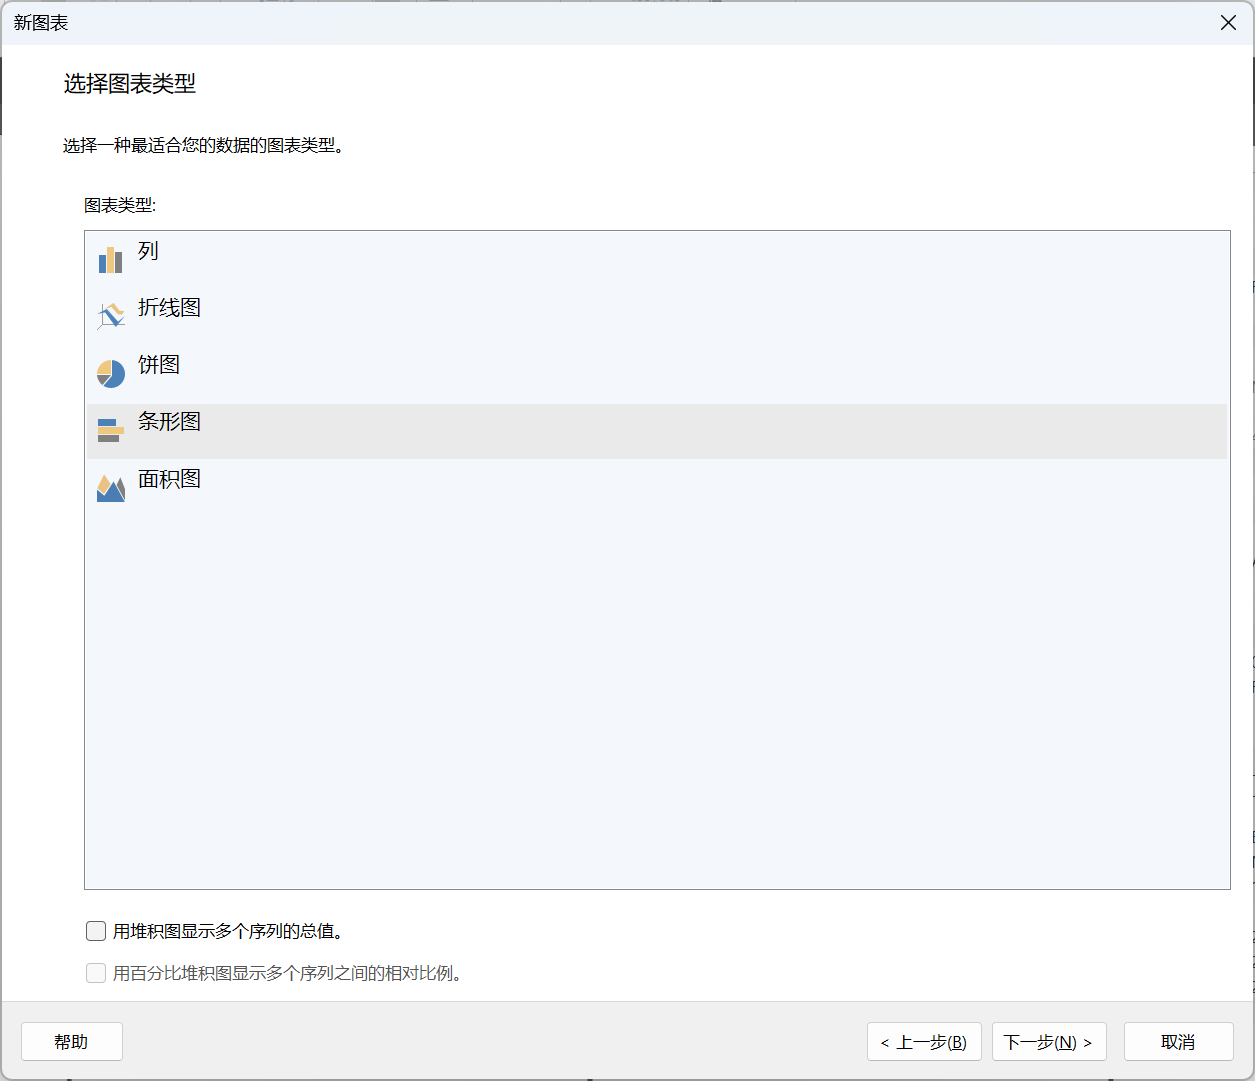 新图表
选择图表类型
选择一种最适合您的数据的图表类型。
图表类型:
列
折线图
饼图
条形图
面积图
用堆积图显示多个序列的总值。
用百分比堆积图显示多个序列之间的相对比例。
帮助
< 上一步(B)
下一步(N) >
取消